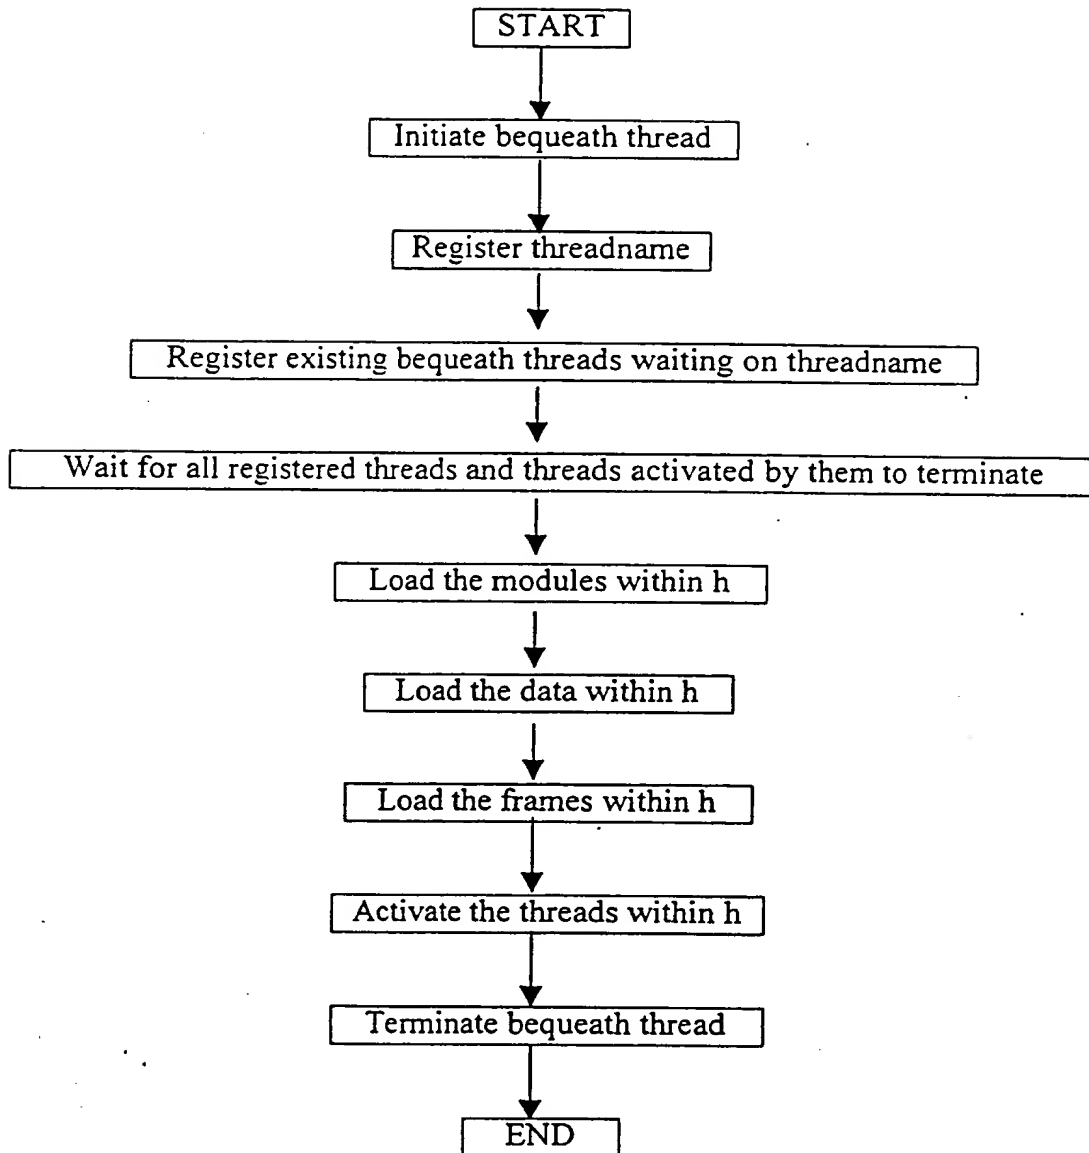 START
Initiate bequeath thread
Register threadname
Register existing bequeath threads waiting on threadname
Wait for all registered threads and threads activated by them to terminate
Load the modules within h
Load the data within h
Load the frames within h
Activate the threads within h
Terminate bequeath thread
END